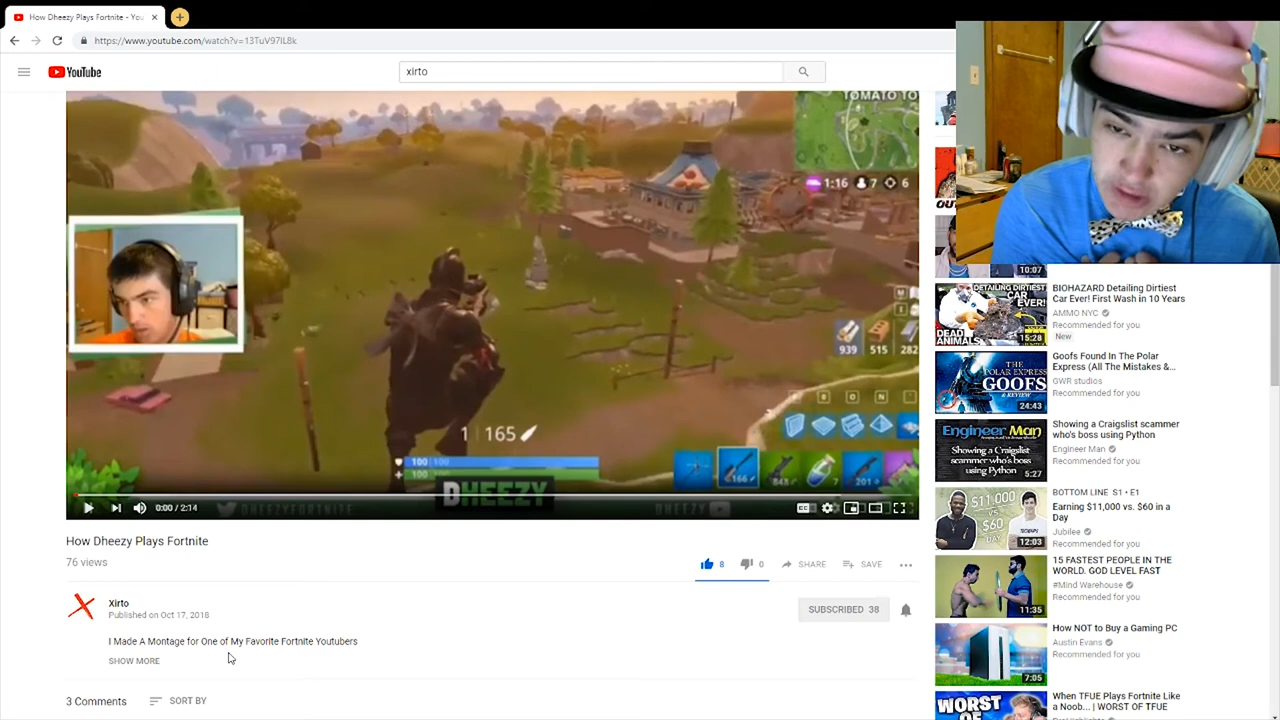 How Dheezy Plays Fortnite - You
https://www.youtube.com/watch?v=13TuV97IL8k
YouTube
xirto
TOMATO TO
1:16 7 6
939 515 282
1 165
100 100
100 100
DHEEZY
0:00 / 2:14
DHEEZYFORTNITE
DHEEZY
How Dheezy Plays Fortnite
76 views
8 0 SHARE SAVE
Xirto
Published on Oct 17, 2018
SUBSCRIBED 38
I Made A Montage for One of My Favorite Fortnite Youtubers
SHOW MORE
3 Comments SORT BY
10:07
DETAILING DIRTIEST
CAR EVER!
DEAD
ANIMALS
15:28
BIOHAZARD Detailing Dirtiest
Car Ever! First Wash in 10 Years
AMMO NYC
Recommended for you
New
THE
POLAR EXPRESS
GOOFS
& REVIEW
24:43
Goofs Found In The Polar
Express (All The Mistakes &...
GWR studios
Recommended for you
Engineer Man
Showing a Craigslist
scammer who's boss
using Python
5:27
Showing a Craigslist scammer
who's boss using Python
Engineer Man
Recommended for you
$11,000
VS
$60
12:03
BOTTOM LINE S1 • E1
Earning $11,000 vs. $60 in a
Day
Jubilee
Recommended for you
11:35
15 FASTEST PEOPLE IN THE
WORLD. GOD LEVEL FAST
#Mind Warehouse
Recommended for you
7:05
How NOT to Buy a Gaming PC
Austin Evans
Recommended for you
WORST
OF
When TFUE Plays Fortnite Like
a Noob... | WORST OF TFUE